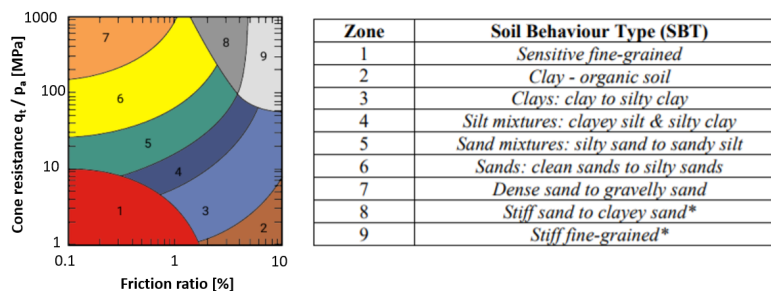 Cone resistance qt / pa [MPa]
1000
100
10
1
0.1
1
10
Friction ratio [%]
7
8
9
6
5
4
1
3
2
Zone Soil Behaviour Type (SBT)
1 Sensitive fine-grained
2 Clay - organic soil
3 Clays: clay to silty clay
4 Silt mixtures: clayey silt & silty clay
5 Sand mixtures: silty sand to sandy silt
6 Sands: clean sands to silty sands
7 Dense sand to gravelly sand
8 Stiff sand to clayey sand*
9 Stiff fine-grained*